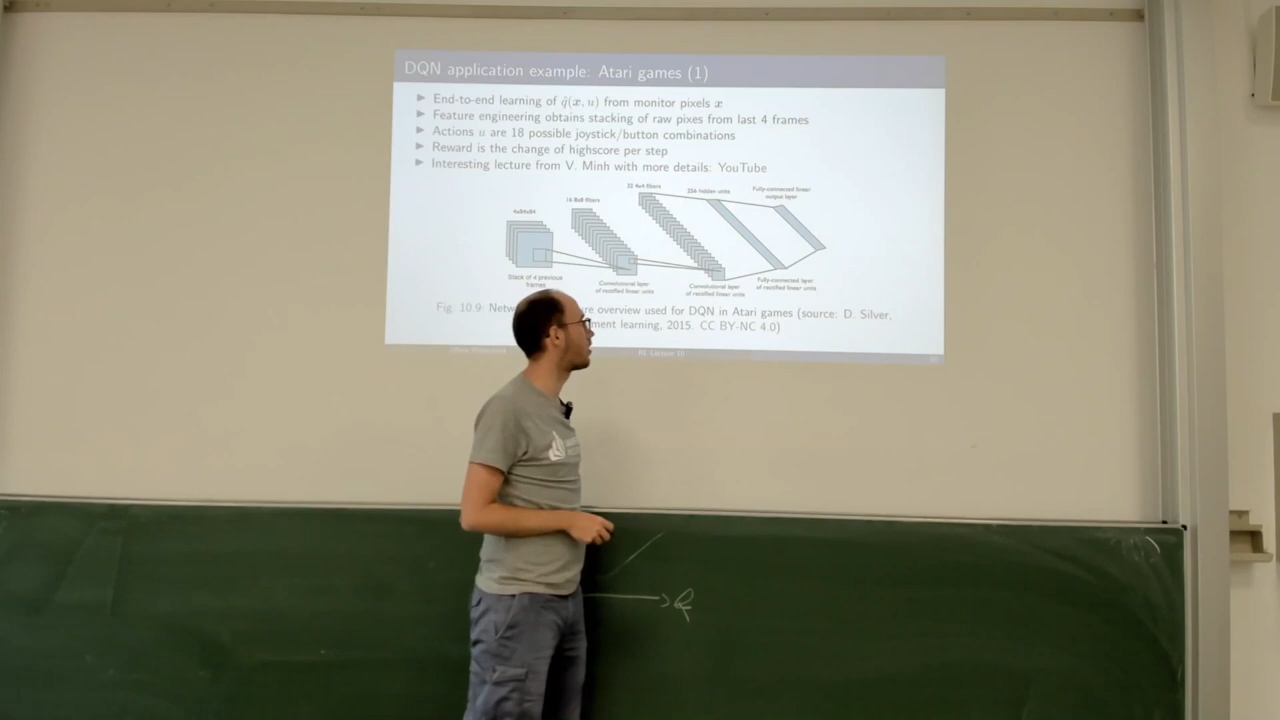 DQN application example: Atari games (1)
End-to-end learning of q̂(x, u) from monitor pixels x
Feature engineering obtains stacking of raw pixes from last 4 frames
Actions u are 18 possible joystick/button combinations
Reward is the change of highscore per step
Interesting lecture from V. Minh with more details: YouTube
4x84x84
16 8x8 filters
32 4x4 filters
256 hidden units
Fully-connected linear
output layer
Stack of 4 previous
frames
Convolutional layer
of rectified linear units
Convolutional layer
of rectified linear units
Fully-connected layer
of rectified linear units
Fig. 10.9: re overview used for DQN in Atari games (source: D. Silver,
learning, 2015. CC BY-NC 4.0)
RL Lecture 10